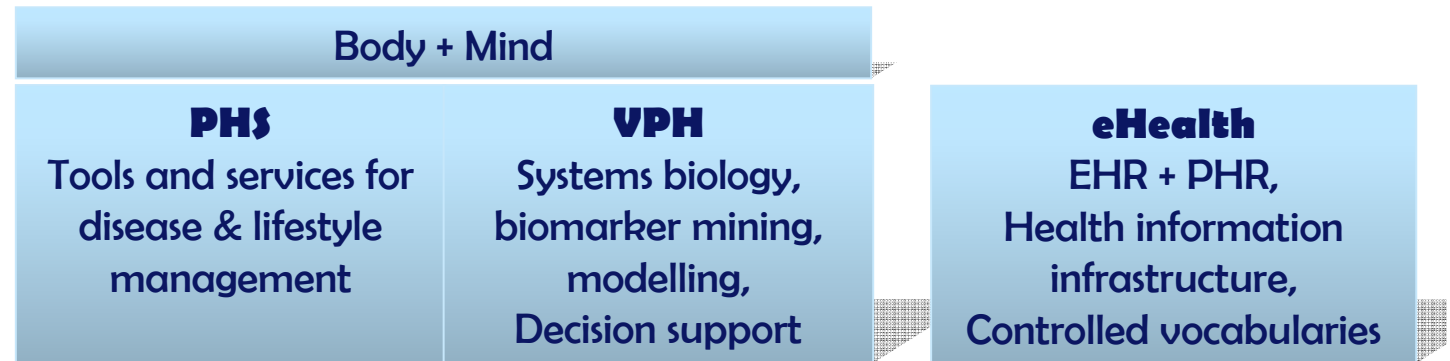 Body + Mind
PHS
Tools and services for
disease & lifestyle
management
VPH
Systems biology,
biomarker mining,
modelling,
Decision support
eHealth
EHR + PHR,
Health information
infrastructure,
Controlled vocabularies